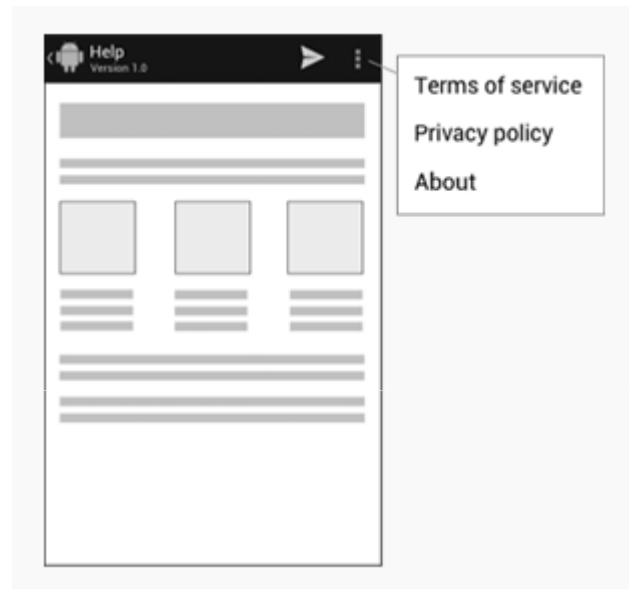 Help
Version 1.0
Terms of service
Privacy policy
About